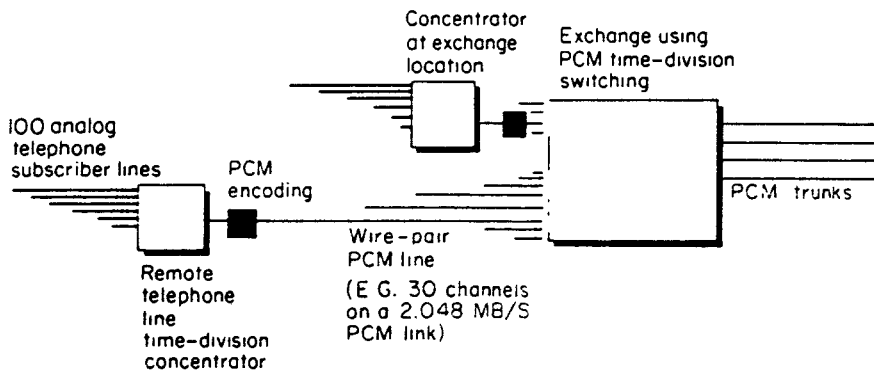 Concentrator
at exchange
location
Exchange using
PCM time-division
switching
100 analog
telephone
subscriber lines
PCM
encoding
PCM trunks
Wire-pair
PCM line
(E G. 30 channels
on a 2.048 MB/S
PCM link)
Remote
telephone
line
time-division
concentrator